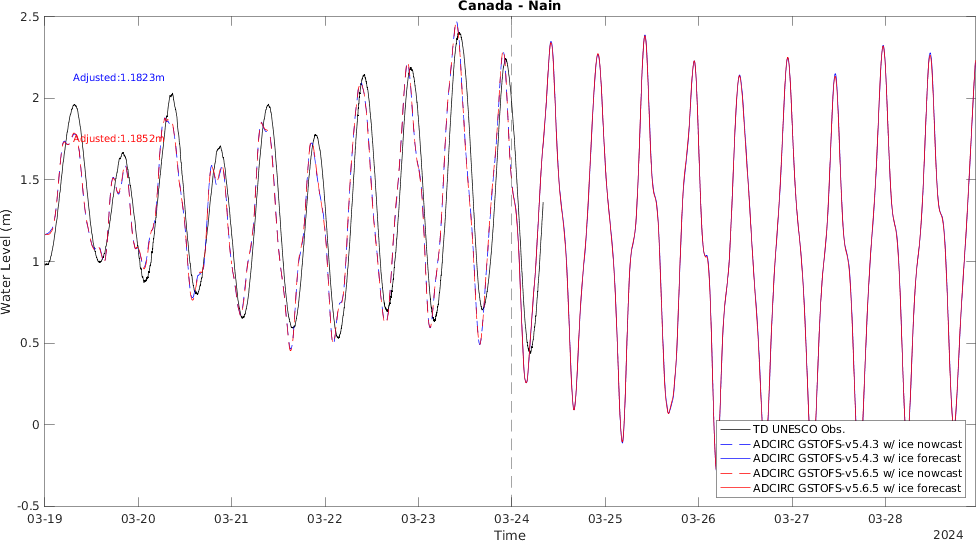 Canada - Nain
2.5
2
1.5
1
0.5
0
-0.5
Water Level (m)
Adjusted:1.1823m
Adjusted:1.1852m
TD UNESCO Obs.
ADCIRC GSTOFS-v5.4.3 w/ ice nowcast
ADCIRC GSTOFS-v5.4.3 w/ ice forecast
ADCIRC GSTOFS-v5.6.5 w/ ice nowcast
ADCIRC GSTOFS-v5.6.5 w/ ice forecast
03-19 03-20 03-21 03-22 03-23 03-24 03-25 03-26 03-27 03-28
Time
2024